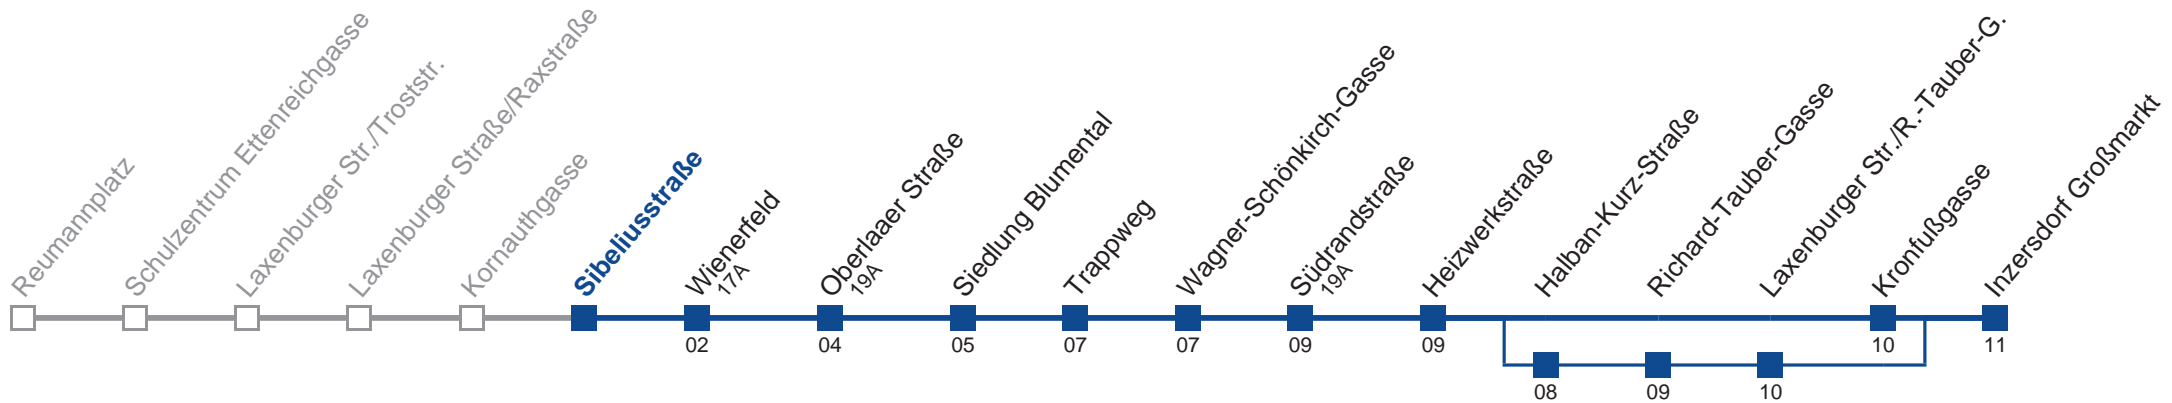 Reumannplatz
Schulzentrum Ettenreichgasse
Laxenburger Str./Troststr.
Laxenburger Straße/Raxstraße
Kornauthgasse
Sibeliusstraße
Wienerfeld
17A
Oberlaaer Straße
19A
Siedlung Blumental
Trappweg
Wagner-Schönkirch-Gasse
Südrandstraße
19A
Heizwerkstraße
Halban-Kurz-Straße
Richard-Tauber-Gasse
Laxenburger Str./R.-Tauber-G.
Kronfußgasse
Inzersdorf Großmarkt
02
04
05
07
07
09
09
10
11
08
09
10